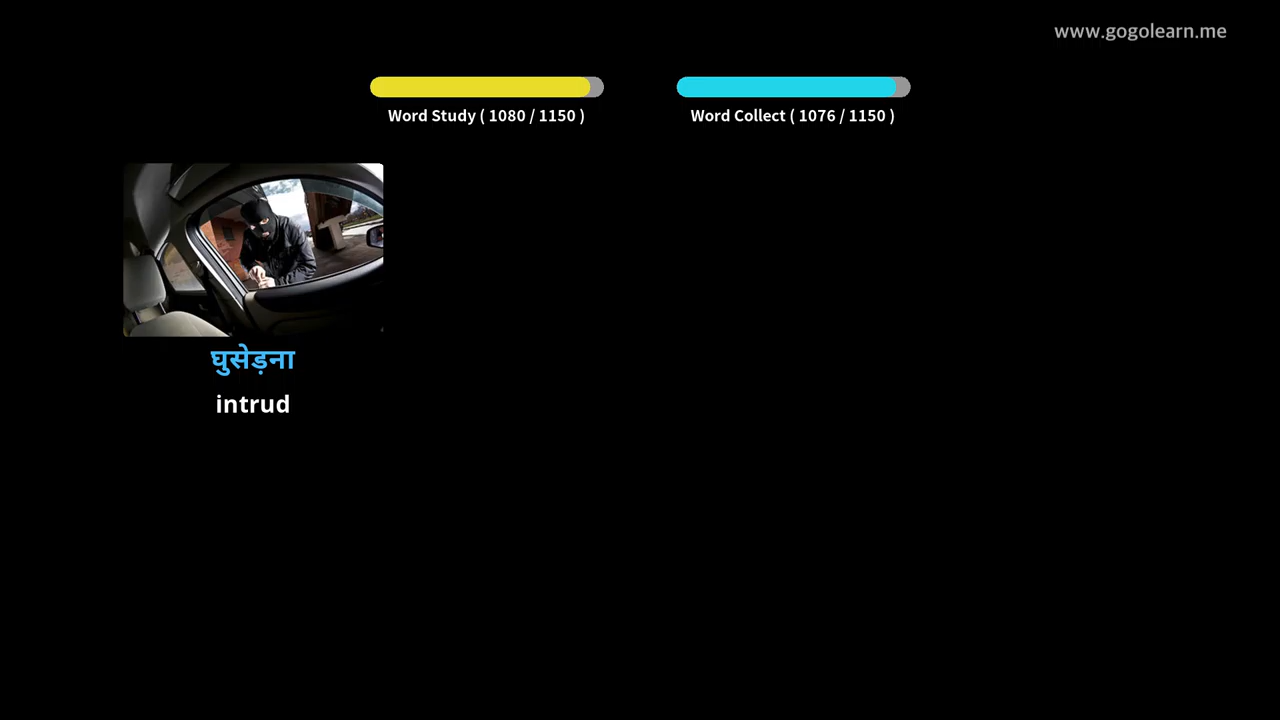 www.gogolearn.me
Word Study ( 1080 / 1150 )
Word Collect ( 1076 / 1150 )
घुसेड़ना
intrud